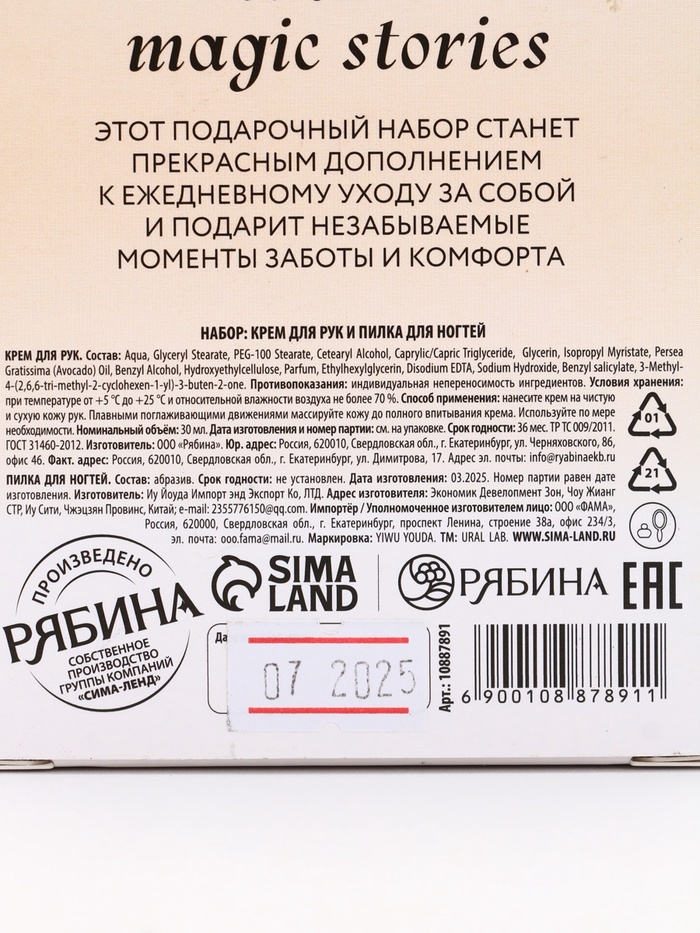 magic stories
ЭТОТ ПОДАРОЧНЫЙ НАБОР СТАНЕТ
ПРЕКРАСНЫМ ДОПОЛНЕНИЕМ
К ЕЖЕДНЕВНОМУ УХОДУ ЗА СОБОЙ
И ПОДАРИТ НЕЗАБЫВАЕМЫЕ
МОМЕНТЫ ЗАБОТЫ И КОМФОРТА
НАБОР: КРЕМ ДЛЯ РУК И ПИЛКА ДЛЯ НОГТЕЙ
КРЕМ ДЛЯ РУК. Состав: Aqua, Glyceryl Stearate, PEG-100 Stearate, Cetearyl Alcohol, Caprylic/Capric Triglyceride, Glycerin, Isopropyl Myristate, Persea
Gratissima (Avocado) Oil, Benzyl Alcohol, Hydroxyethylcellulose, Parfum, Ethylhexylglycerin, Disodium EDTA, Sodium Hydroxide, Benzyl salicylate, 3-Methyl-
4-(2,6,6-tri-methyl-2-cyclohexen-1-yl)-3-buten-2-one. Противопоказания: индивидуальная непереносимость ингредиентов. Условия хранения:
при температуре от +5 °C до +25 °C и относительной влажности воздуха не более 70 %. Способ применения: нанесите крем на чистую
и сухую кожу рук. Плавными поглаживающими движениями массируйте кожу до полного впитывания крема. Используйте по мере
необходимости. Номинальный объём: 30 мл. Дата изготовления и номер партии: см. на упаковке. Срок годности: 36 мес. ТР ТС 009/2011.
ГОСТ 31460-2012. Изготовитель: ООО «Рябина». Юр. адрес: Россия, 620010, Свердловская обл., г. Екатеринбург, ул. Черняховского, 86,
офис 46. Факт. адрес: Россия, 620010, Свердловская обл., г. Екатеринбург, ул. Димитрова, 17. Адрес эл. почты: info@ryabinaekb.ru
ПИЛКА ДЛЯ НОГТЕЙ. Состав: абразив. Срок годности: не установлен. Дата изготовления: 03.2025. Номер партии равен дате
изготовления. Изготовитель: Иу Йоуда Импорт энд Экспорт Ко, ЛТД. Адрес изготовителя: Экономик Девелопмент Зон, Чоу Жианг
СТР, Иу Сити, Чжэцзян Провинс, Китай; e-mail: 2355776150@qq.com. Импортёр / Уполномоченное изготовителем лицо: ООО «ФАМА»,
Россия, 620000, Свердловская обл., г. Екатеринбург, проспект Ленина, строение 38а, офис 234/3,
эл. почта: ooo.fama@mail.ru. Маркировка: YIWU YOUDA. ТМ: URAL LAB. WWW.SIMA-LAND.RU
01
21
ПРОИЗВЕДЕНО
РЯБИНА
СОБСТВЕННОЕ
ПРОИЗВОДСТВО
ГРУППЫ КОМПАНИЙ
«СИМА-ЛЕНД»
SIMA
LAND
РЯБИНА
EAC
07 2025
Арт.: 10887891
6 900108 878911